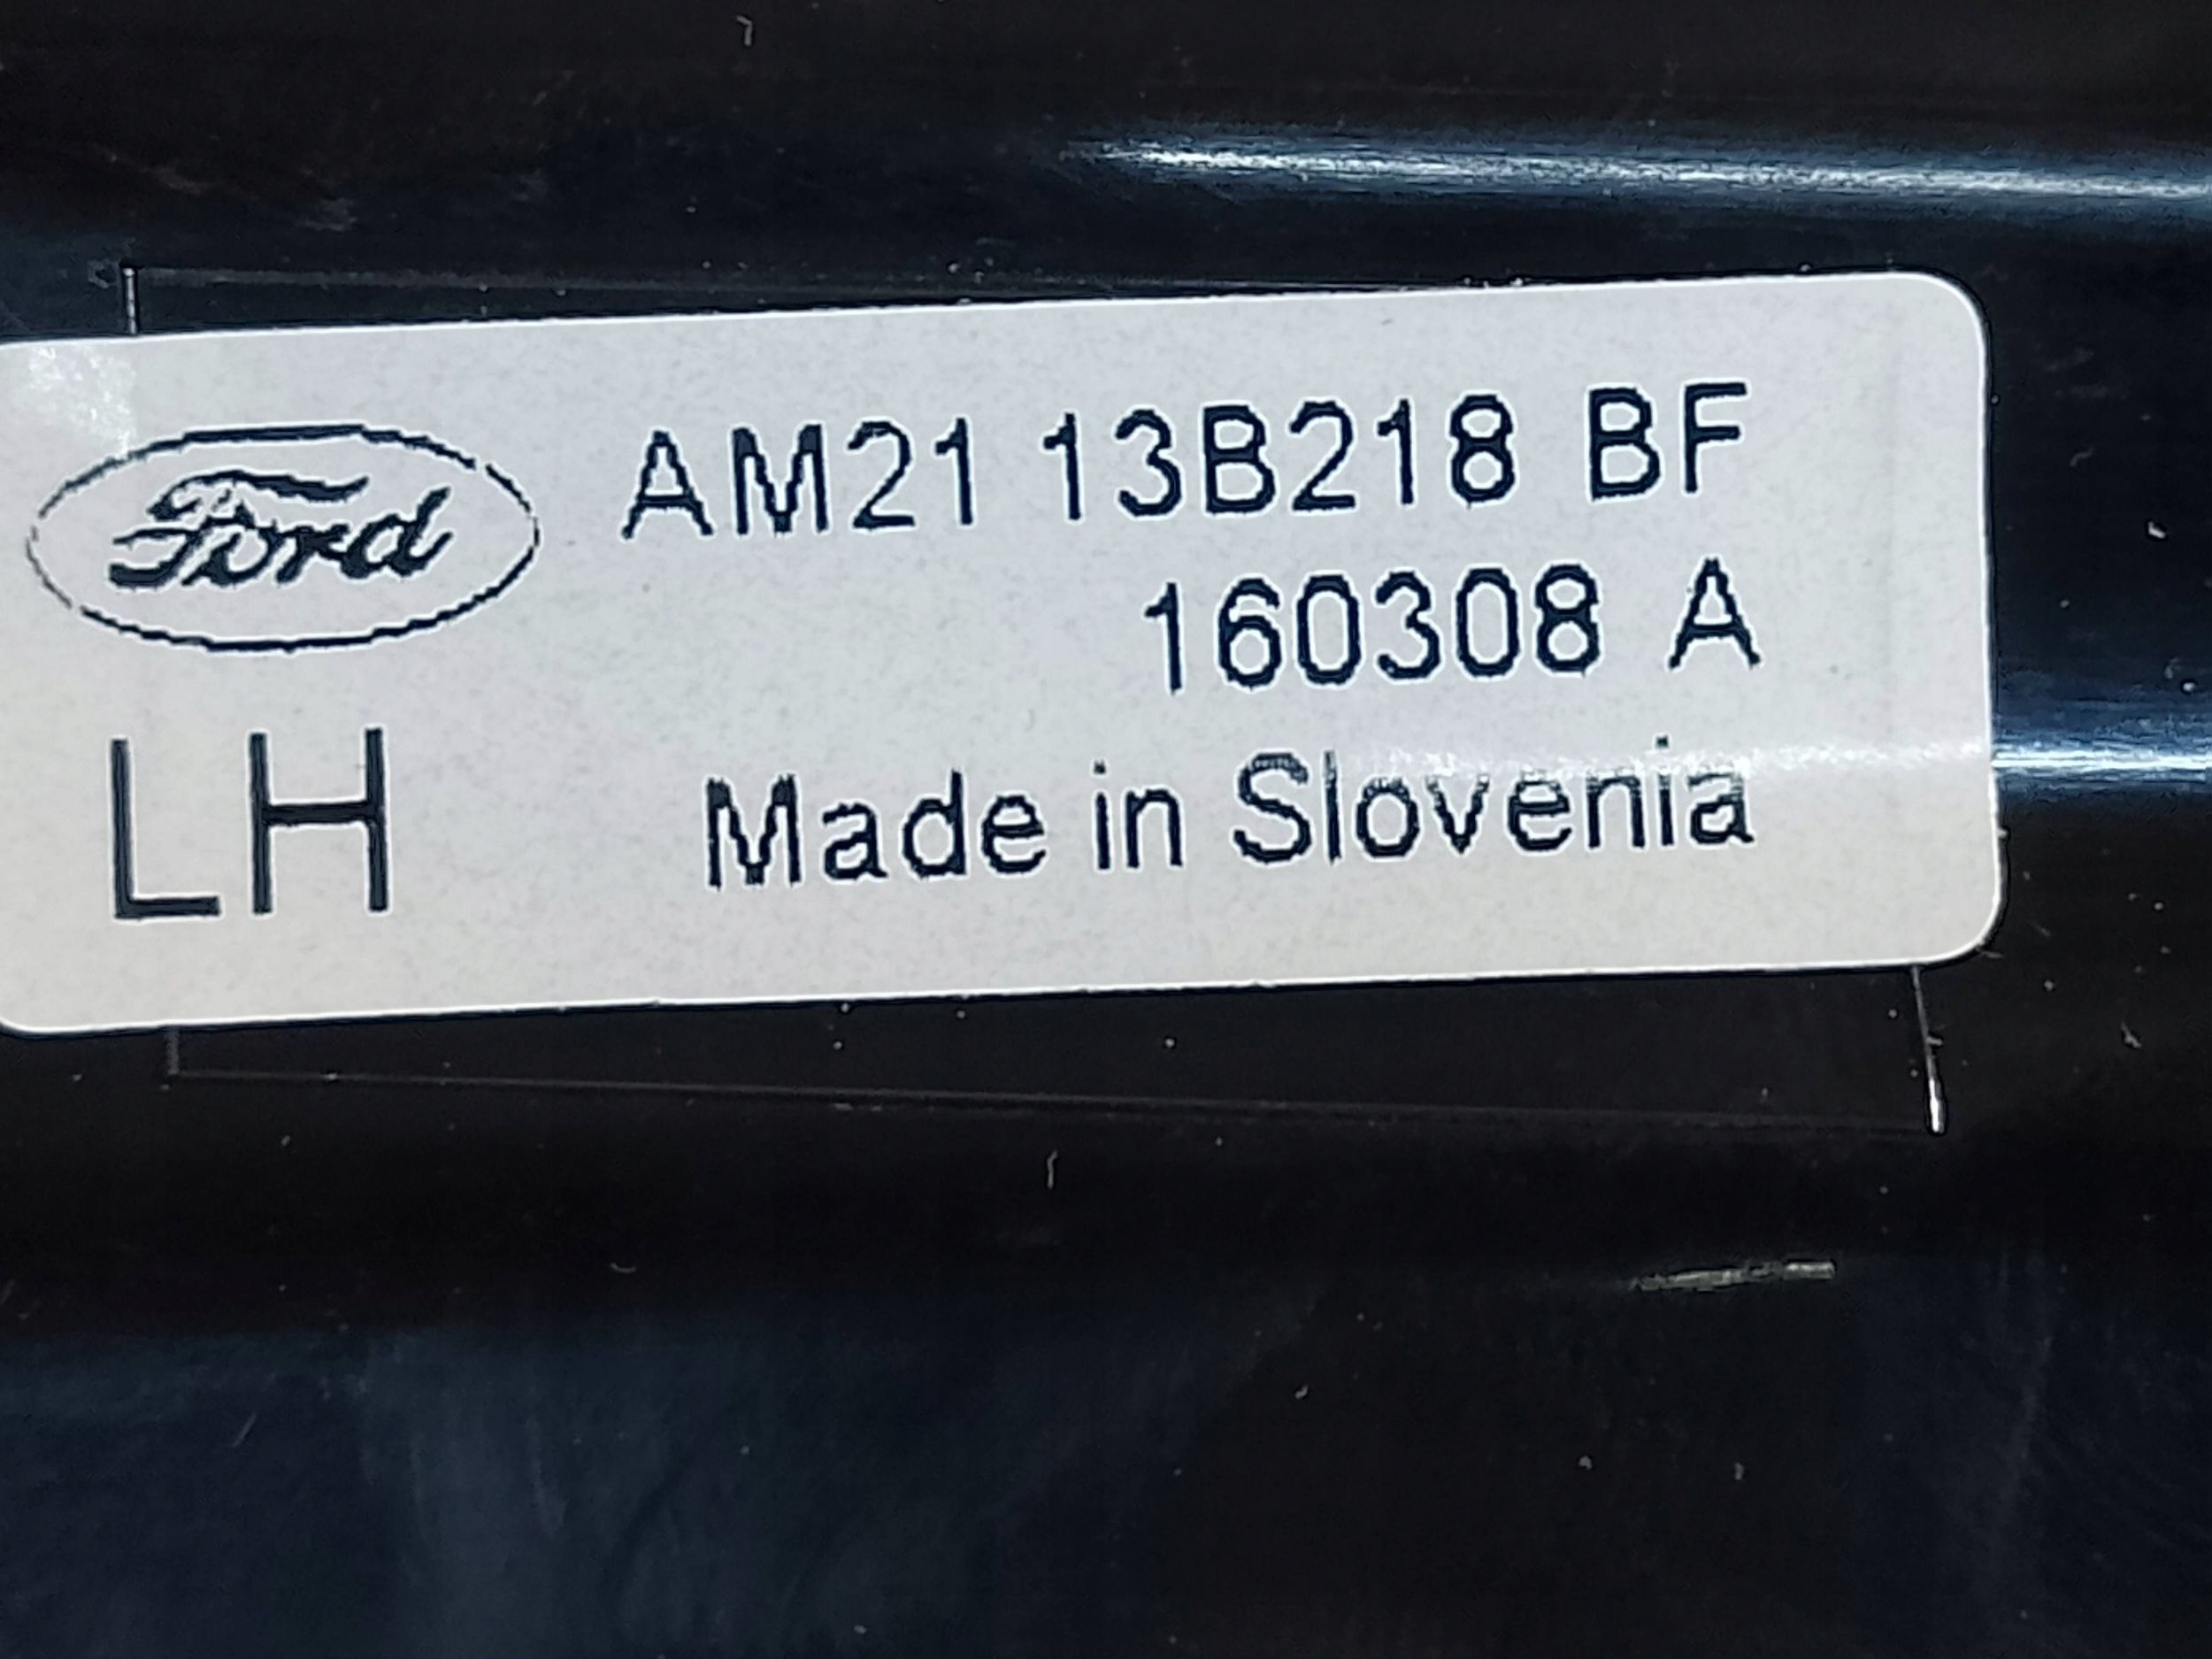 Ford AM21 13B218 BF
160308 A
LH Made in Slovenia